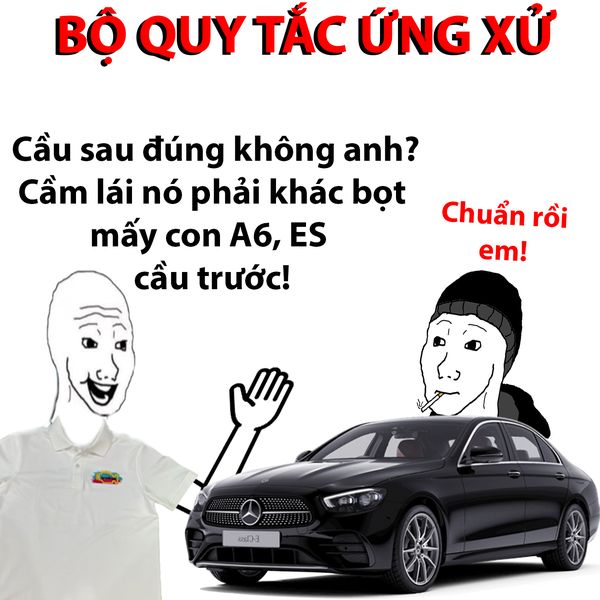 BỘ QUY TẮC ỨNG XỬ
Cầu sau đúng không anh?
Cầm lái nó phải khác bọt
mấy con A6, ES
cầu trước!
Chuẩn rồi
em!
E-Class